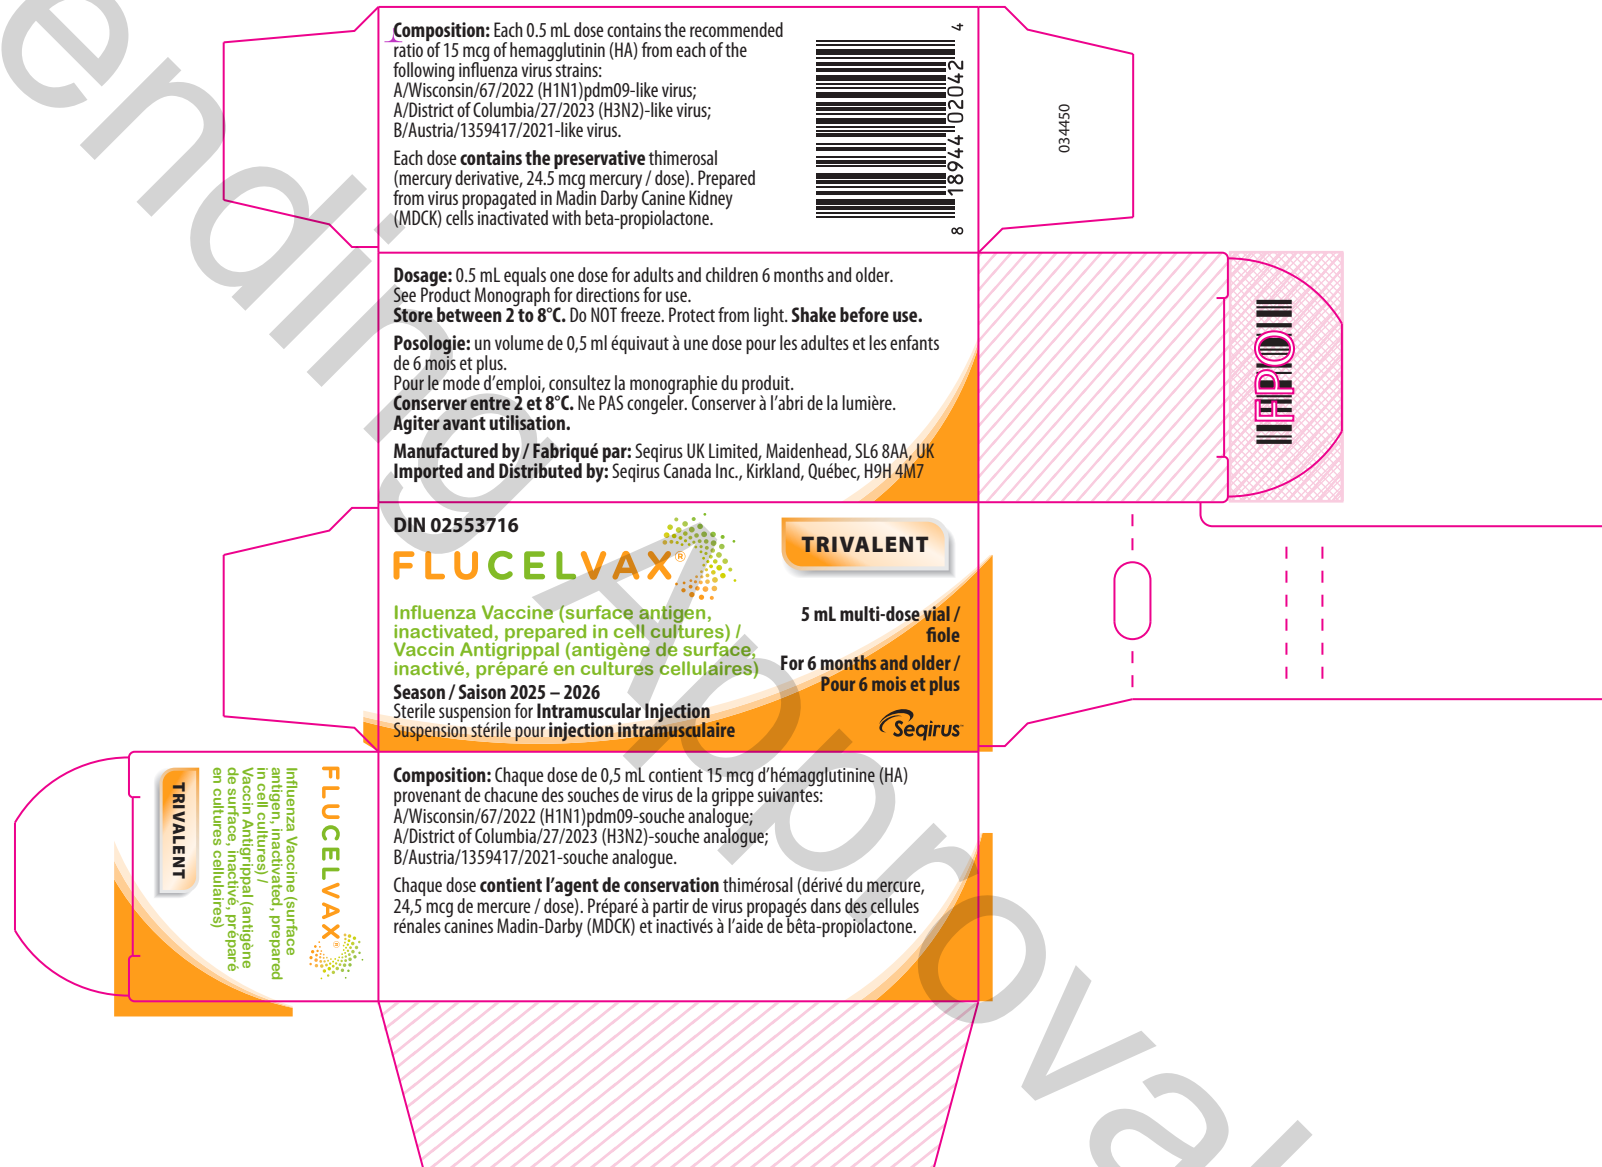 Composition: Each 0.5 mL dose contains the recommended
ratio of 15 mcg of hemagglutinin (HA) from each of the
following influenza virus strains:
A/Wisconsin/67/2022 (H1N1)pdm09-like virus;
A/District of Columbia/27/2023 (H3N2)-like virus;
B/Austria/1359417/2021-like virus.
Each dose contains the preservative thimerosal
(mercury derivative, 24.5 mcg mercury / dose). Prepared
from virus propagated in Madin Darby Canine Kidney
(MDCK) cells inactivated with beta-propiolactone.
8 18944 02042 4
034450
Dosage: 0.5 mL equals one dose for adults and children 6 months and older.
See Product Monograph for directions for use.
Store between 2 to 8°C. Do NOT freeze. Protect from light. Shake before use.
Posologie: un volume de 0,5 ml équivaut à une dose pour les adultes et les enfants
de 6 mois et plus.
Pour le mode d'emploi, consultez la monographie du produit.
Conserver entre 2 et 8°C. Ne PAS congeler. Conserver à l'abri de la lumière.
Agiter avant utilisation.
Manufactured by / Fabriqué par: Seqirus UK Limited, Maidenhead, SL6 8AA, UK
Imported and Distributed by: Seqirus Canada Inc., Kirkland, Québec, H9H 4M7
FPO
DIN 02553716
FLUCELVAX®
TRIVALENT
Influenza Vaccine (surface antigen,
inactivated, prepared in cell cultures) /
Vaccin Antigrippal (antigène de surface,
inactivé, préparé en cultures cellulaires)
5 mL multi-dose vial /
fiole
For 6 months and older /
Pour 6 mois et plus
Season / Saison 2025 – 2026
Sterile suspension for Intramuscular Injection
Suspension stérile pour injection intramusculaire
Seqirus™
FLUCELVAX®
Influenza Vaccine (surface
antigen, inactivated, prepared
in cell cultures) /
Vaccin Antigrippal (antigène
de surface, inactivé, préparé
en cultures cellulaires)
TRIVALENT
Composition: Chaque dose de 0,5 mL contient 15 mcg d'hémagglutinine (HA)
provenant de chacune des souches de virus de la grippe suivantes:
A/Wisconsin/67/2022 (H1N1)pdm09-souche analogue;
A/District of Columbia/27/2023 (H3N2)-souche analogue;
B/Austria/1359417/2021-souche analogue.
Chaque dose contient l'agent de conservation thimérosal (dérivé du mercure,
24,5 mcg de mercure / dose). Préparé à partir de virus propagés dans des cellules
rénales canines Madin-Darby (MDCK) et inactivés à l'aide de bêta-propiolactone.
ending Approval